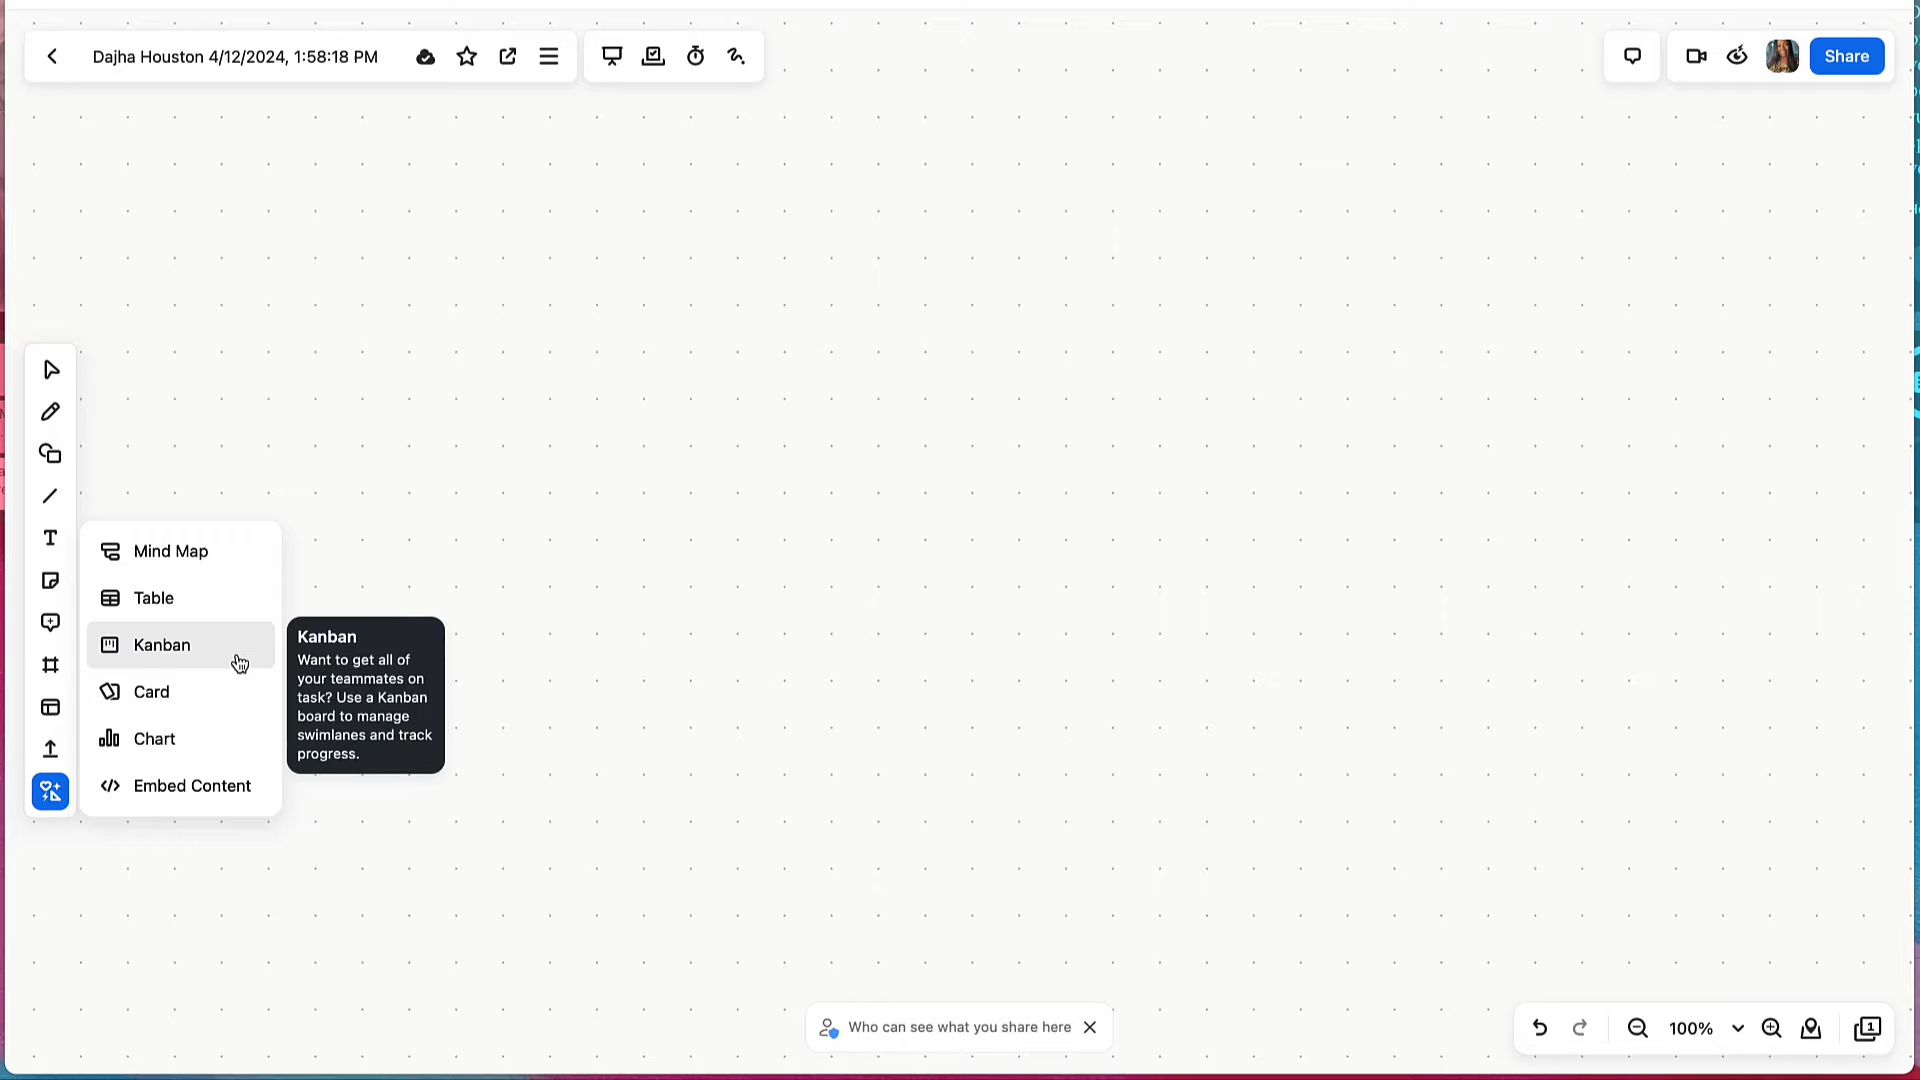 Dajha Houston 4/12/2024, 1:58:18 PM
Share
Mind Map
Table
Kanban
Card
Chart
Embed Content
Kanban
Want to get all of
your teammates on
task? Use a Kanban
board to manage
swimlanes and track
progress.
Who can see what you share here
100%
1